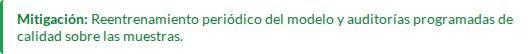 Mitigación: Reentrenamiento periódico del modelo y auditorías programadas de
calidad sobre las muestras.